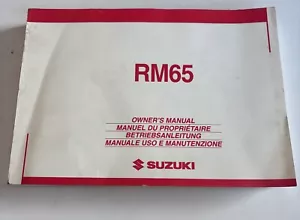 RM65
OWNER'S MANUAL
MANUEL DU PROPRIÉTAIRE
BETRIEBSANLEITUNG
MANUALE USO E MANUTENZIONE
SUZUKI